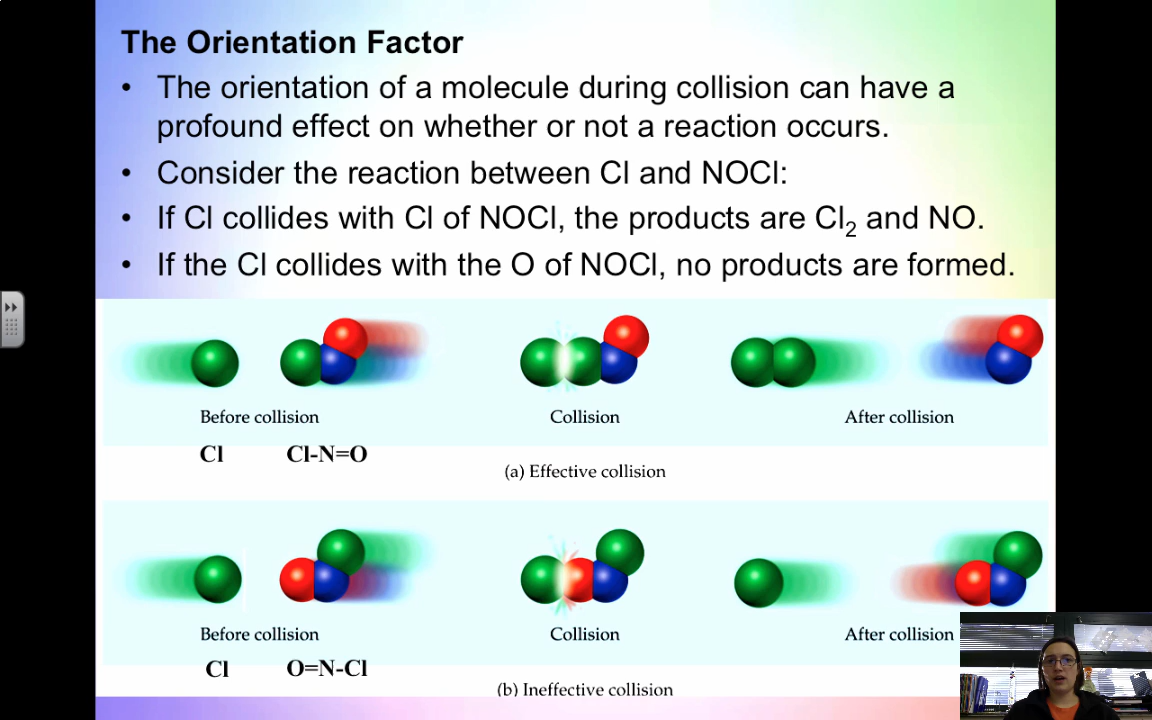 The Orientation Factor
• The orientation of a molecule during collision can have a
profound effect on whether or not a reaction occurs.
• Consider the reaction between Cl and NOCl:
• If Cl collides with Cl of NOCl, the products are Cl₂ and NO.
• If the Cl collides with the O of NOCl, no products are formed.
Before collision Collision After collision
Cl Cl-N=O
(a) Effective collision
Before collision Collision After collision
Cl O=N-Cl
(b) Ineffective collision